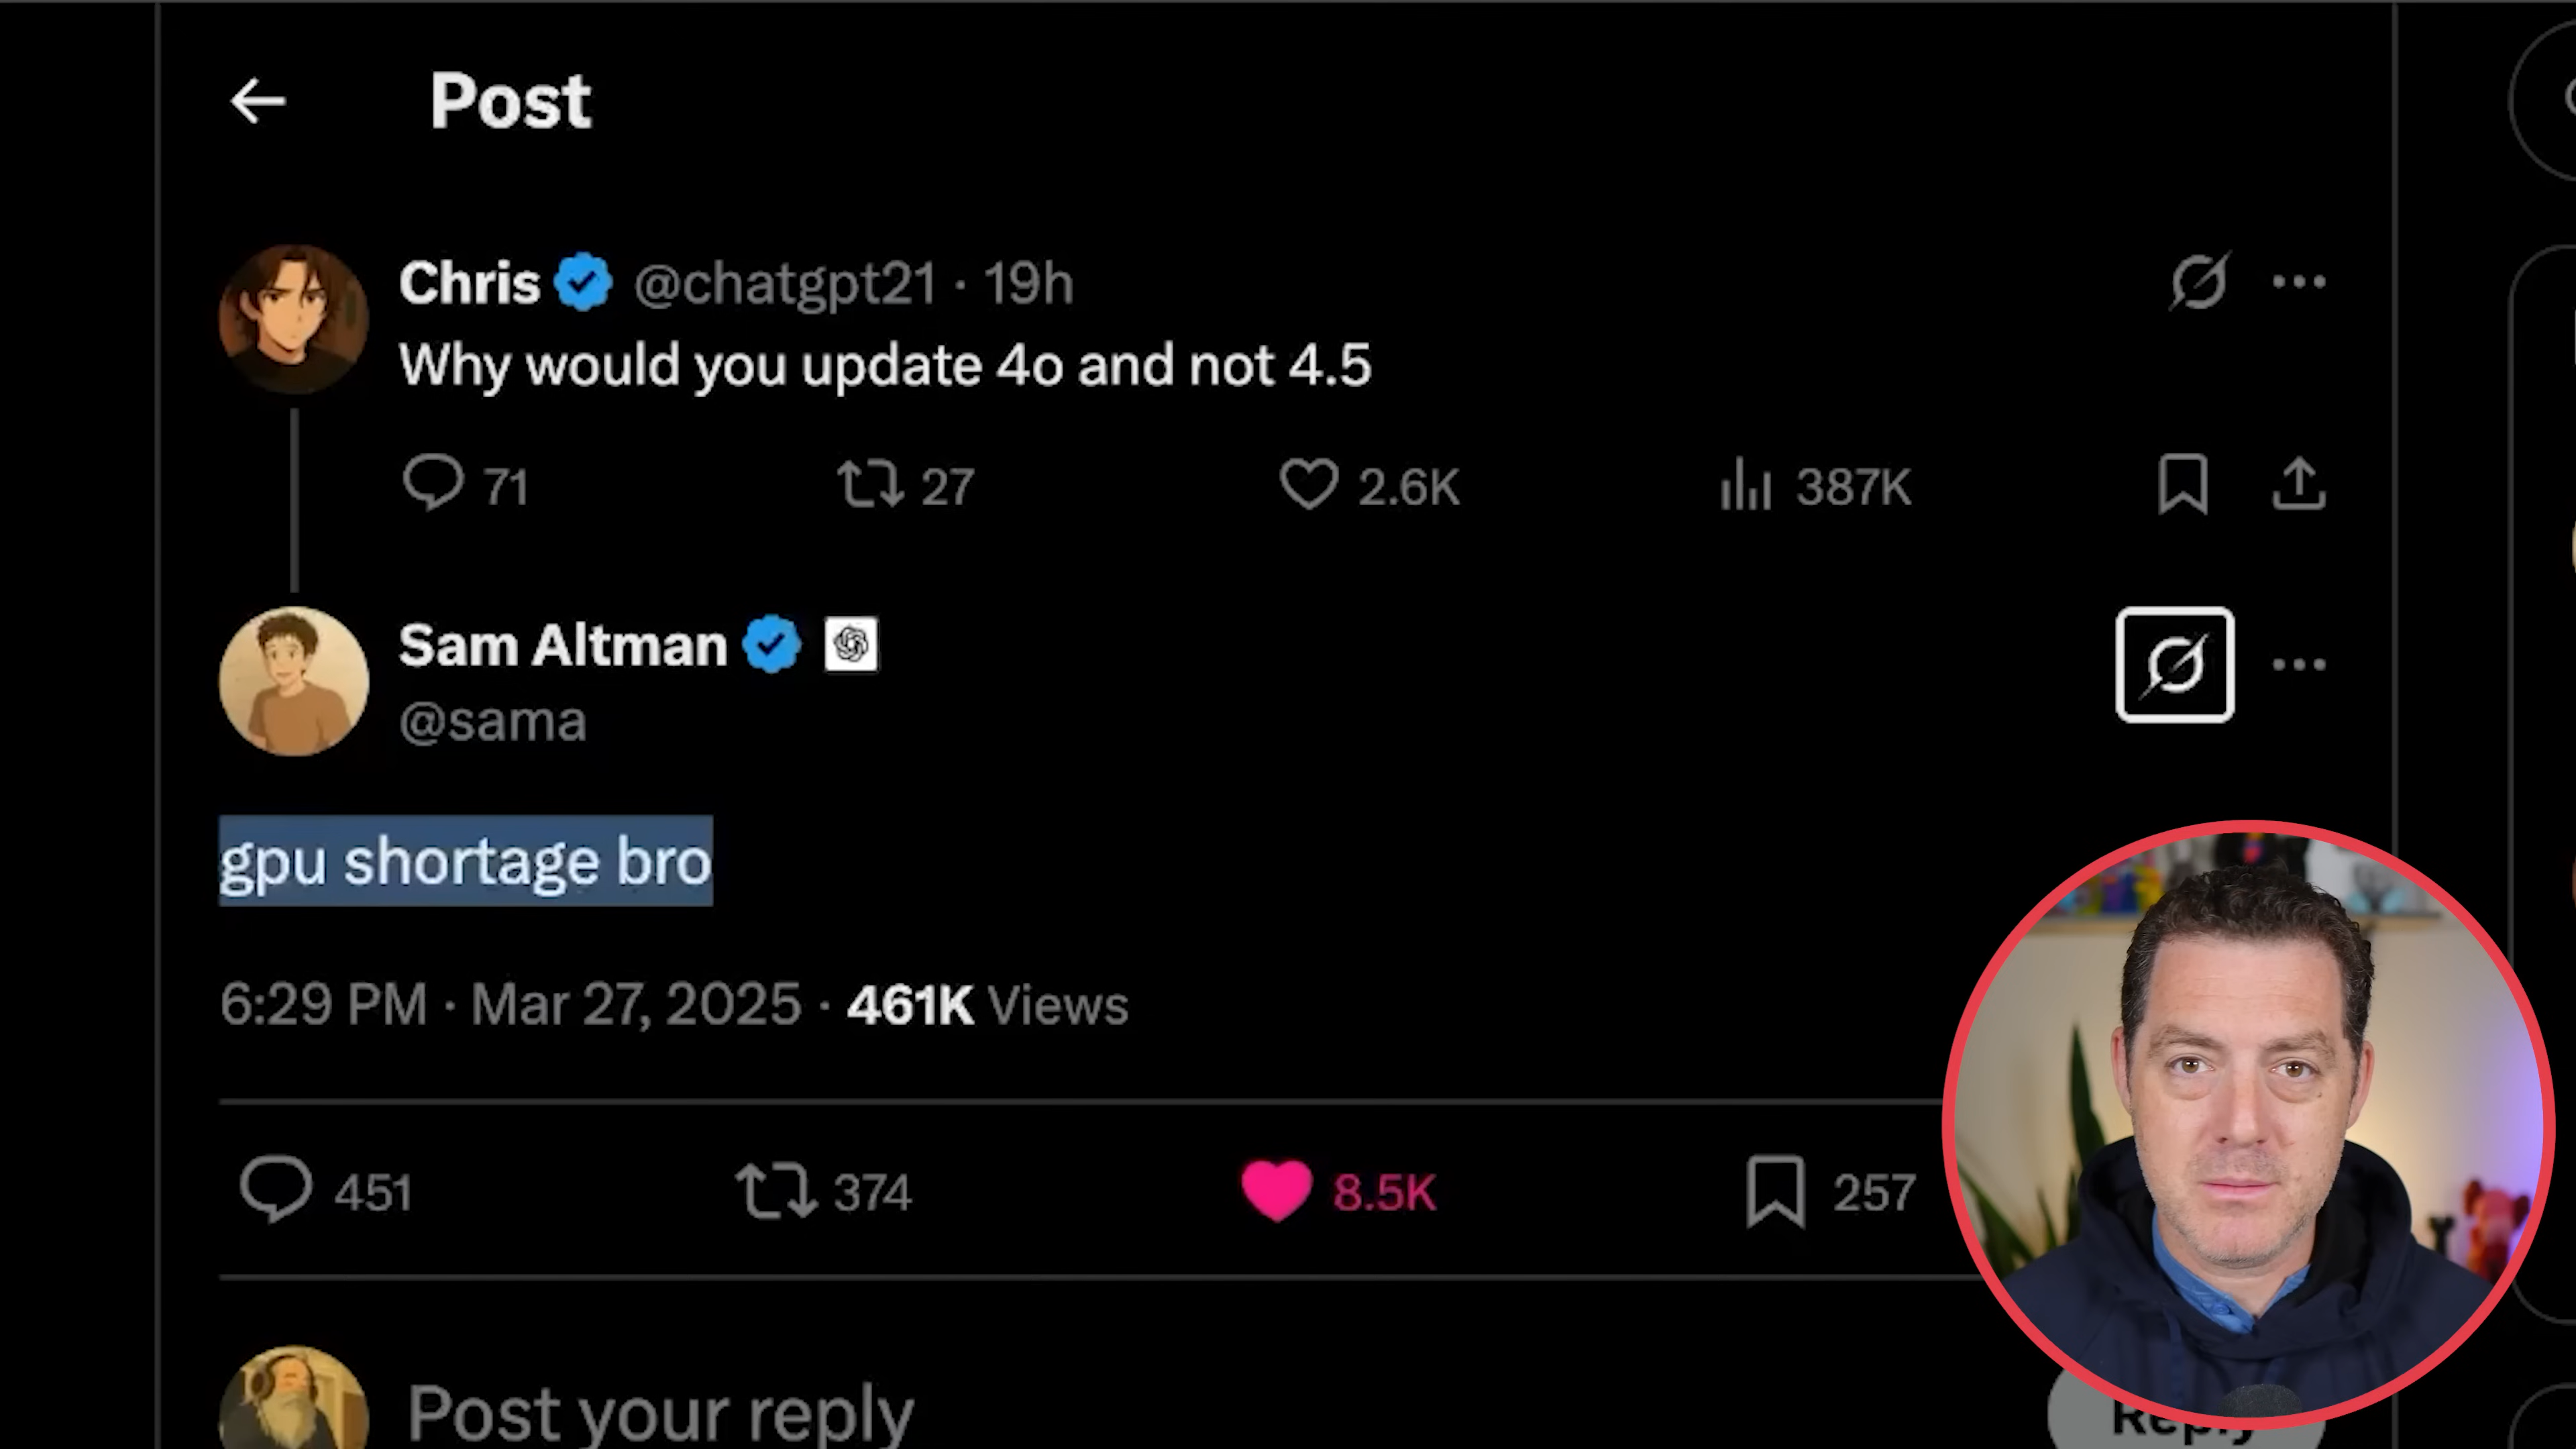 Post
Chris @chatgpt21 · 19h
Why would you update 4o and not 4.5
71 27 2.6K 387K
Sam Altman
@sama
gpu shortage bro
6:29 PM · Mar 27, 2025 · 461K Views
451 374 8.5K 257
Post your reply
Reply